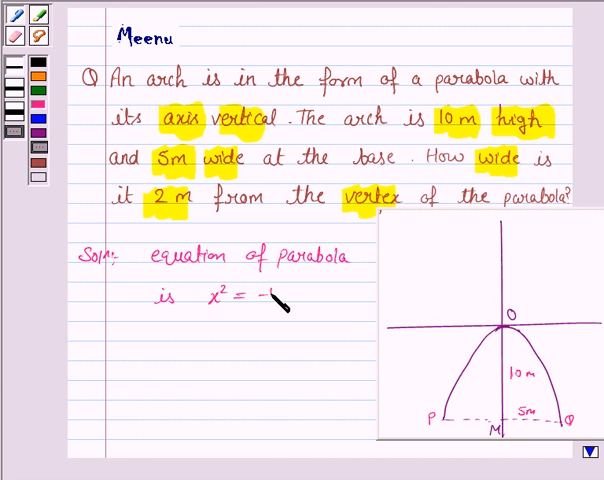 Meenu
Q An arch is in the form of a parabola with
its axis vertical. The arch is 10 m high
and 5m wide at the base. How wide is
it 2 m from the vertex of the parabola?
Soln: equation of parabola
is x² = -
O
10 m
5m
P
M
Q